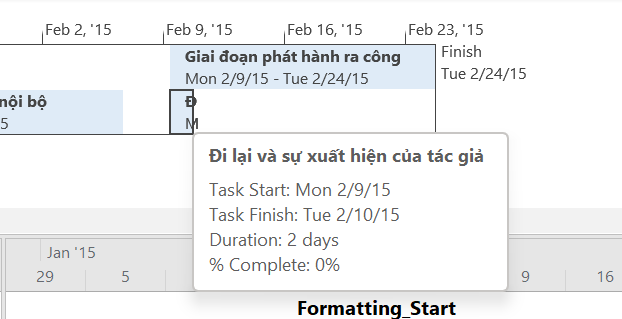 Feb 2, '15
Feb 9, '15
Feb 16, '15
Feb 23, '15
Giai đoạn phát hành ra công
Mon 2/9/15 - Tue 2/24/15
Finish
Tue 2/24/15
nội bộ
5
Đ
M
Đi lại và sự xuất hiện của tác giả
Task Start: Mon 2/9/15
Task Finish: Tue 2/10/15
Duration: 2 days
% Complete: 0%
Jan '15
29
5
9
16
Formatting_Start